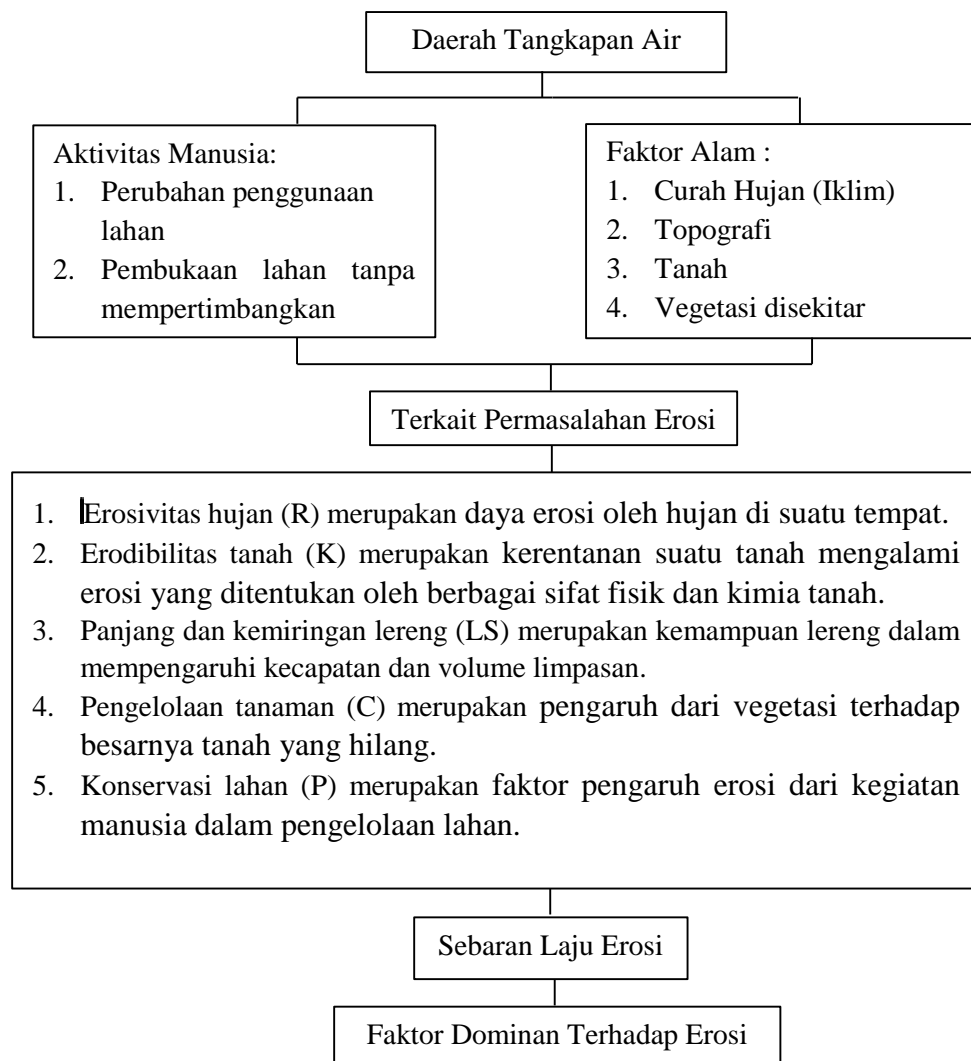 Daerah Tangkapan Air
Aktivitas Manusia:
1. Perubahan penggunaan
lahan
2. Pembukaan lahan tanpa
mempertimbangkan
Faktor Alam :
1. Curah Hujan (Iklim)
2. Topografi
3. Tanah
4. Vegetasi disekitar
Terkait Permasalahan Erosi
1. Erosivitas hujan (R) merupakan daya erosi oleh hujan di suatu tempat.
2. Erodibilitas tanah (K) merupakan kerentanan suatu tanah mengalami
erosi yang ditentukan oleh berbagai sifat fisik dan kimia tanah.
3. Panjang dan kemiringan lereng (LS) merupakan kemampuan lereng dalam
mempengaruhi kecapatan dan volume limpasan.
4. Pengelolaan tanaman (C) merupakan pengaruh dari vegetasi terhadap
besarnya tanah yang hilang.
5. Konservasi lahan (P) merupakan faktor pengaruh erosi dari kegiatan
manusia dalam pengelolaan lahan.
Sebaran Laju Erosi
Faktor Dominan Terhadap Erosi